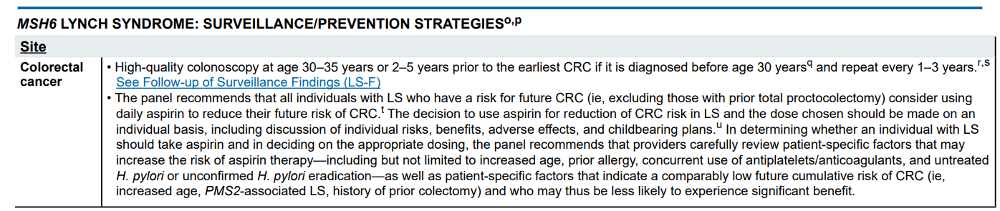 MSH6 LYNCH SYNDROME: SURVEILLANCE/PREVENTION STRATEGIESo,p
Site
Colorectal cancer
• High-quality colonoscopy at age 30–35 years or 2–5 years prior to the earliest CRC if it is diagnosed before age 30 yearsq and repeat every 1–3 years.r,s
See Follow-up of Surveillance Findings (LS-F)
• The panel recommends that all individuals with LS who have a risk for future CRC (ie, excluding those with prior total proctocolectomy) consider using
daily aspirin to reduce their future risk of CRC.t The decision to use aspirin for reduction of CRC risk in LS and the dose chosen should be made on an
individual basis, including discussion of individual risks, benefits, adverse effects, and childbearing plans.u In determining whether an individual with LS
should take aspirin and in deciding on the appropriate dosing, the panel recommends that providers carefully review patient-specific factors that may
increase the risk of aspirin therapy—including but not limited to increased age, prior allergy, concurrent use of antiplatelets/anticoagulants, and untreated
H. pylori or unconfirmed H. pylori eradication—as well as patient-specific factors that indicate a comparably low future cumulative risk of CRC (ie,
increased age, PMS2-associated LS, history of prior colectomy) and who may thus be less likely to experience significant benefit.